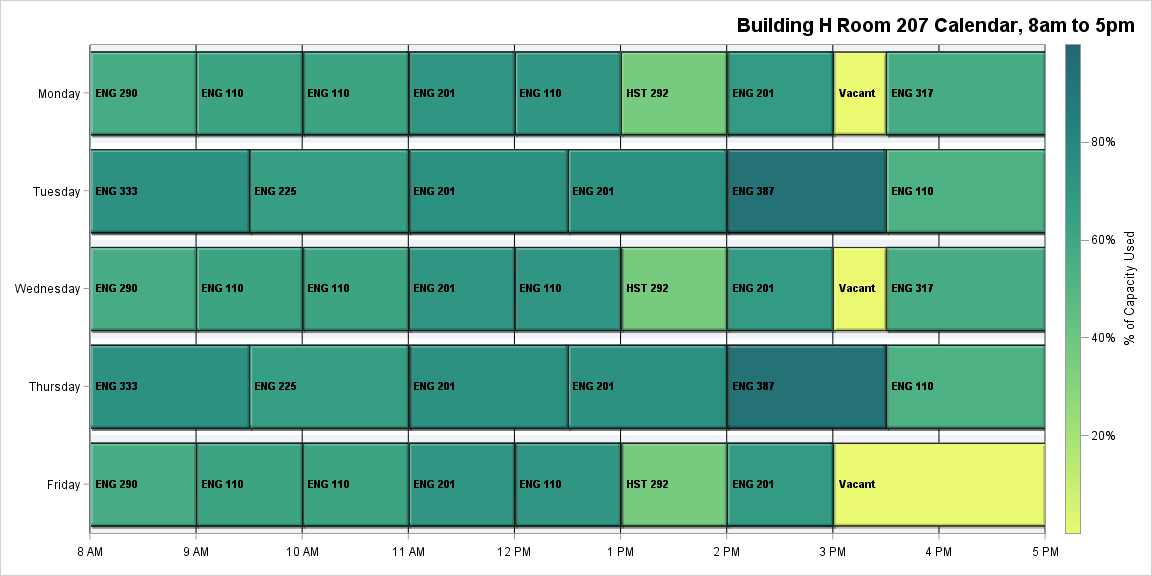 Building H Room 207 Calendar, 8am to 5pm
Monday
ENG 290
ENG 110
ENG 110
ENG 201
ENG 110
HST 292
ENG 201
Vacant
ENG 317
Tuesday
ENG 333
ENG 225
ENG 201
ENG 201
ENG 387
ENG 110
Wednesday
ENG 290
ENG 110
ENG 110
ENG 201
ENG 110
HST 292
ENG 201
Vacant
ENG 317
Thursday
ENG 333
ENG 225
ENG 201
ENG 201
ENG 387
ENG 110
Friday
ENG 290
ENG 110
ENG 110
ENG 201
ENG 110
HST 292
ENG 201
Vacant
8 AM
9 AM
10 AM
11 AM
12 PM
1 PM
2 PM
3 PM
4 PM
5 PM
80%
60%
40%
20%
% of Capacity Used